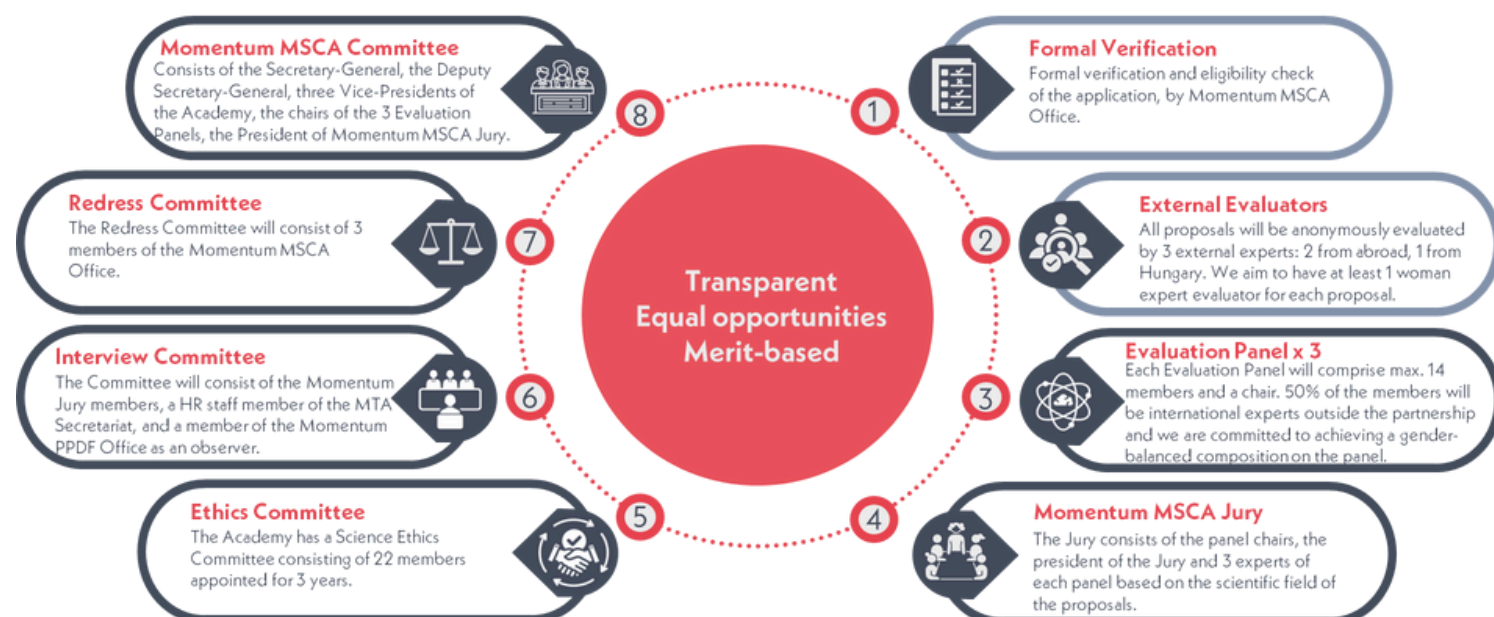 Formal Verification
Formal verification and eligibility check
of the application, by Momentum MSCA
Office.
1
External Evaluators
All proposals will be anonymously evaluated
by 3 external experts: 2 from abroad, 1 from
Hungary. We aim to have at least 1 woman
expert evaluator for each proposal.
2
Evaluation Panel x 3
Each Evaluation Panel will comprise max. 14
members and a chair. 50% of the members will
be international experts outside the partnership
and we are committed to achieving a gender-
balanced composition on the panel.
3
Momentum MSCA Jury
The Jury consists of the panel chairs, the
president of the Jury and 3 experts of
each panel based on the scientific field of
the proposals.
4
Ethics Committee
The Academy has a Science Ethics
Committee consisting of 22 members
appointed for 3 years.
5
Interview Committee
The Committee will consist of the Momentum
Jury members, a HR staff member of the MTA
Secretariat, and a member of the Momentum
PPDF Office as an observer.
6
Redress Committee
The Redress Committee will consist of 3
members of the Momentum MSCA
Office.
7
Momentum MSCA Committee
Consists of the Secretary-General, the Deputy
Secretary-General, three Vice-Presidents of
the Academy, the chairs of the 3 Evaluation
Panels, the President of Momentum MSCA Jury.
8
Transparent
Equal opportunities
Merit-based